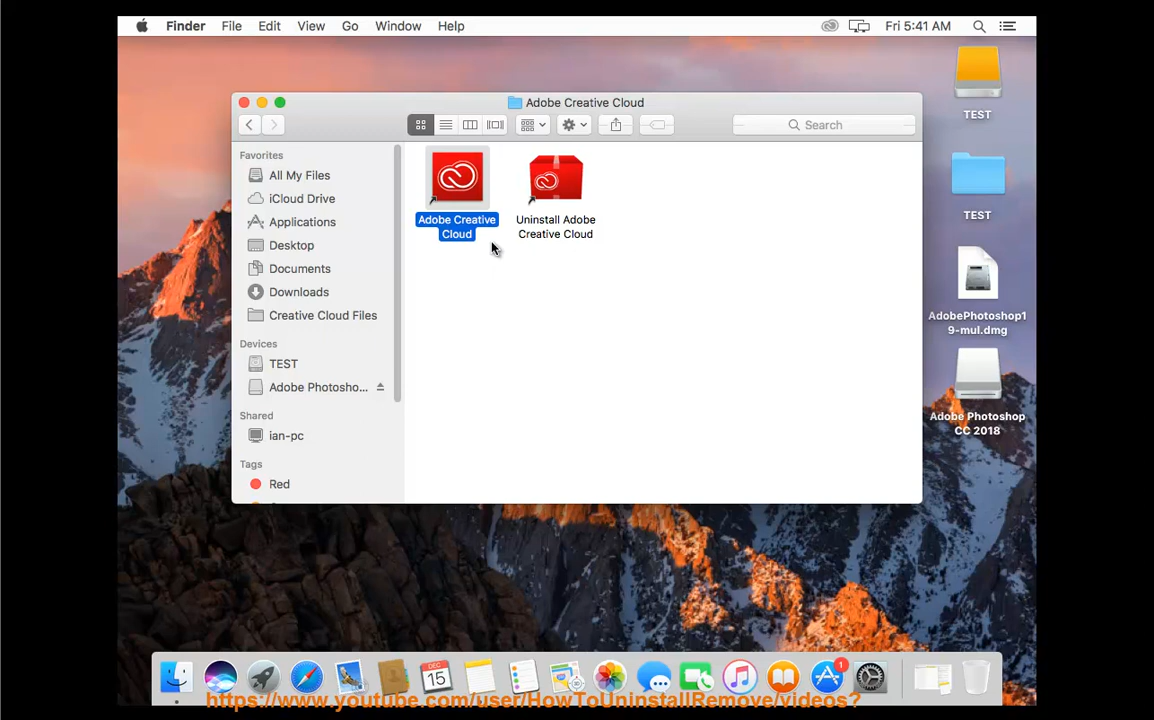 Finder File Edit View Go Window Help Fri 5:41 AM
TEST
TEST
AdobePhotoshop1
9-mul.dmg
Adobe Photoshop
CC 2018
Adobe Creative Cloud
Search
Favorites
All My Files
iCloud Drive
Applications
Desktop
Documents
Downloads
Creative Cloud Files
Devices
TEST
Adobe Photosho...
Shared
ian-pc
Tags
Red
Adobe Creative
Cloud
Uninstall Adobe
Creative Cloud
DEC
15
1
https://www.youtube.com/user/HowToUninstallRemove/videos?